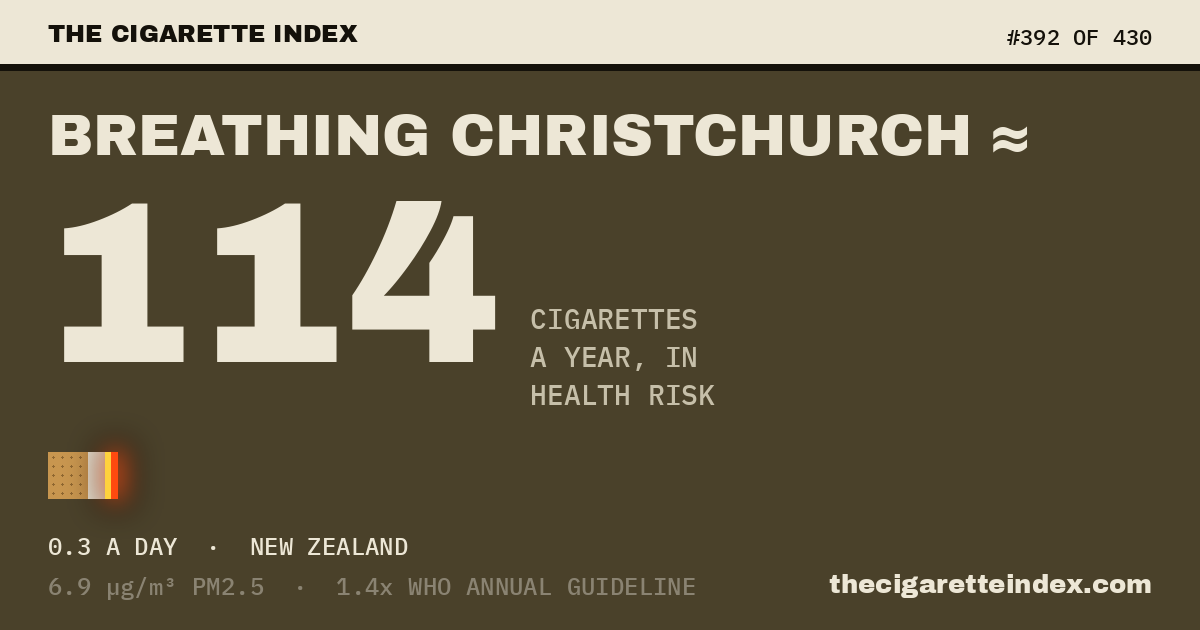 THE CIGARETTE INDEX
#392 OF 430
BREATHING CHRISTCHURCH ≈
114
CIGARETTES
A YEAR, IN
HEALTH RISK
0.3 A DAY · NEW ZEALAND
6.9 µg/m³ PM2.5 · 1.4x WHO ANNUAL GUIDELINE
thecigaretteindex.com